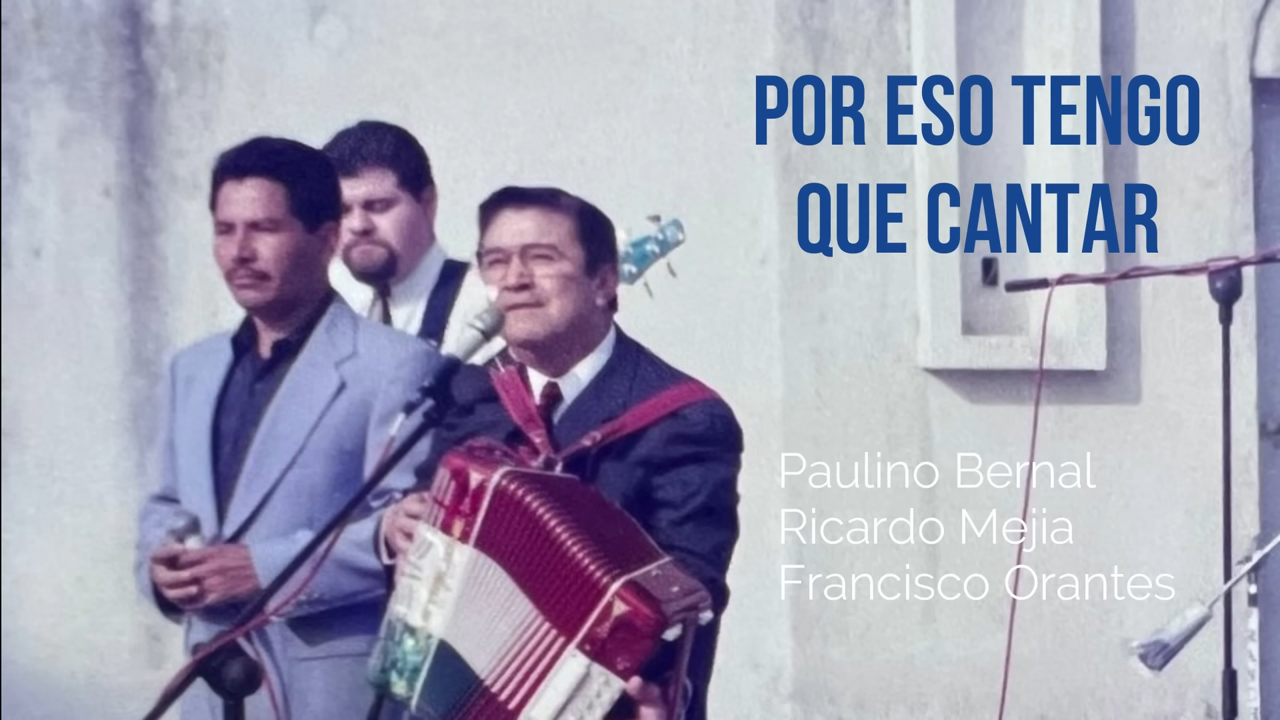 POR ESO TENGO
QUE CANTAR
Paulino Bernal
Ricardo Mejia
Francisco Orantes